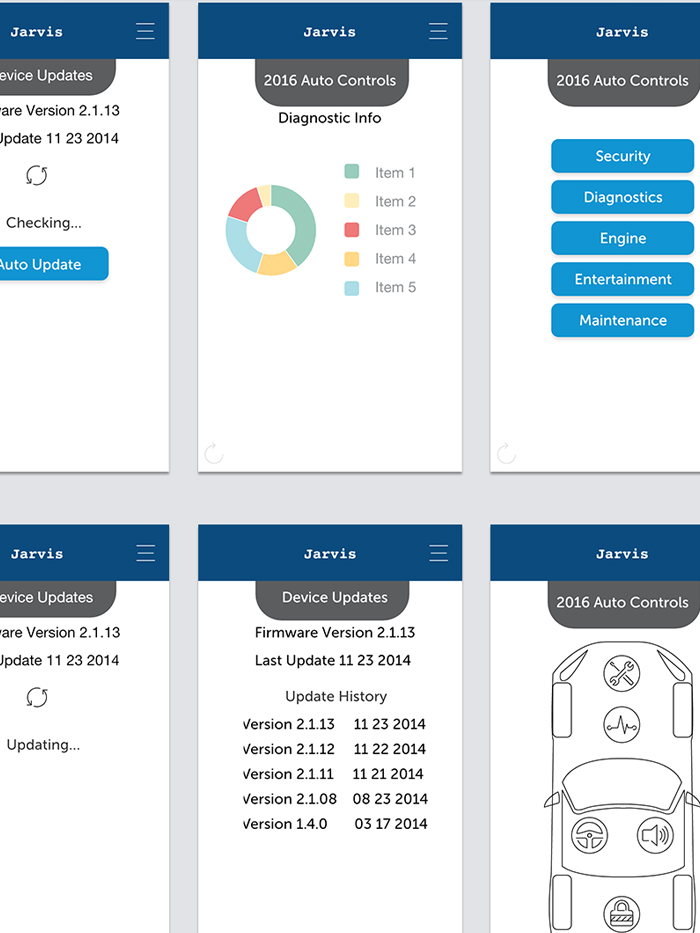 Jarvis
evice Updates
ware Version 2.1.13
Update 11 23 2014
Checking...
Auto Update
Jarvis
2016 Auto Controls
Diagnostic Info
Item 1
Item 2
Item 3
Item 4
Item 5
Jarvis
2016 Auto Controls
Security
Diagnostics
Engine
Entertainment
Maintenance
Jarvis
evice Updates
ware Version 2.1.13
Update 11 23 2014
Updating...
Jarvis
Device Updates
Firmware Version 2.1.13
Last Update 11 23 2014
Update History
Version 2.1.13 11 23 2014
Version 2.1.12 11 22 2014
Version 2.1.11 11 21 2014
Version 2.1.08 08 23 2014
Version 1.4.0 03 17 2014
Jarvis
2016 Auto Controls